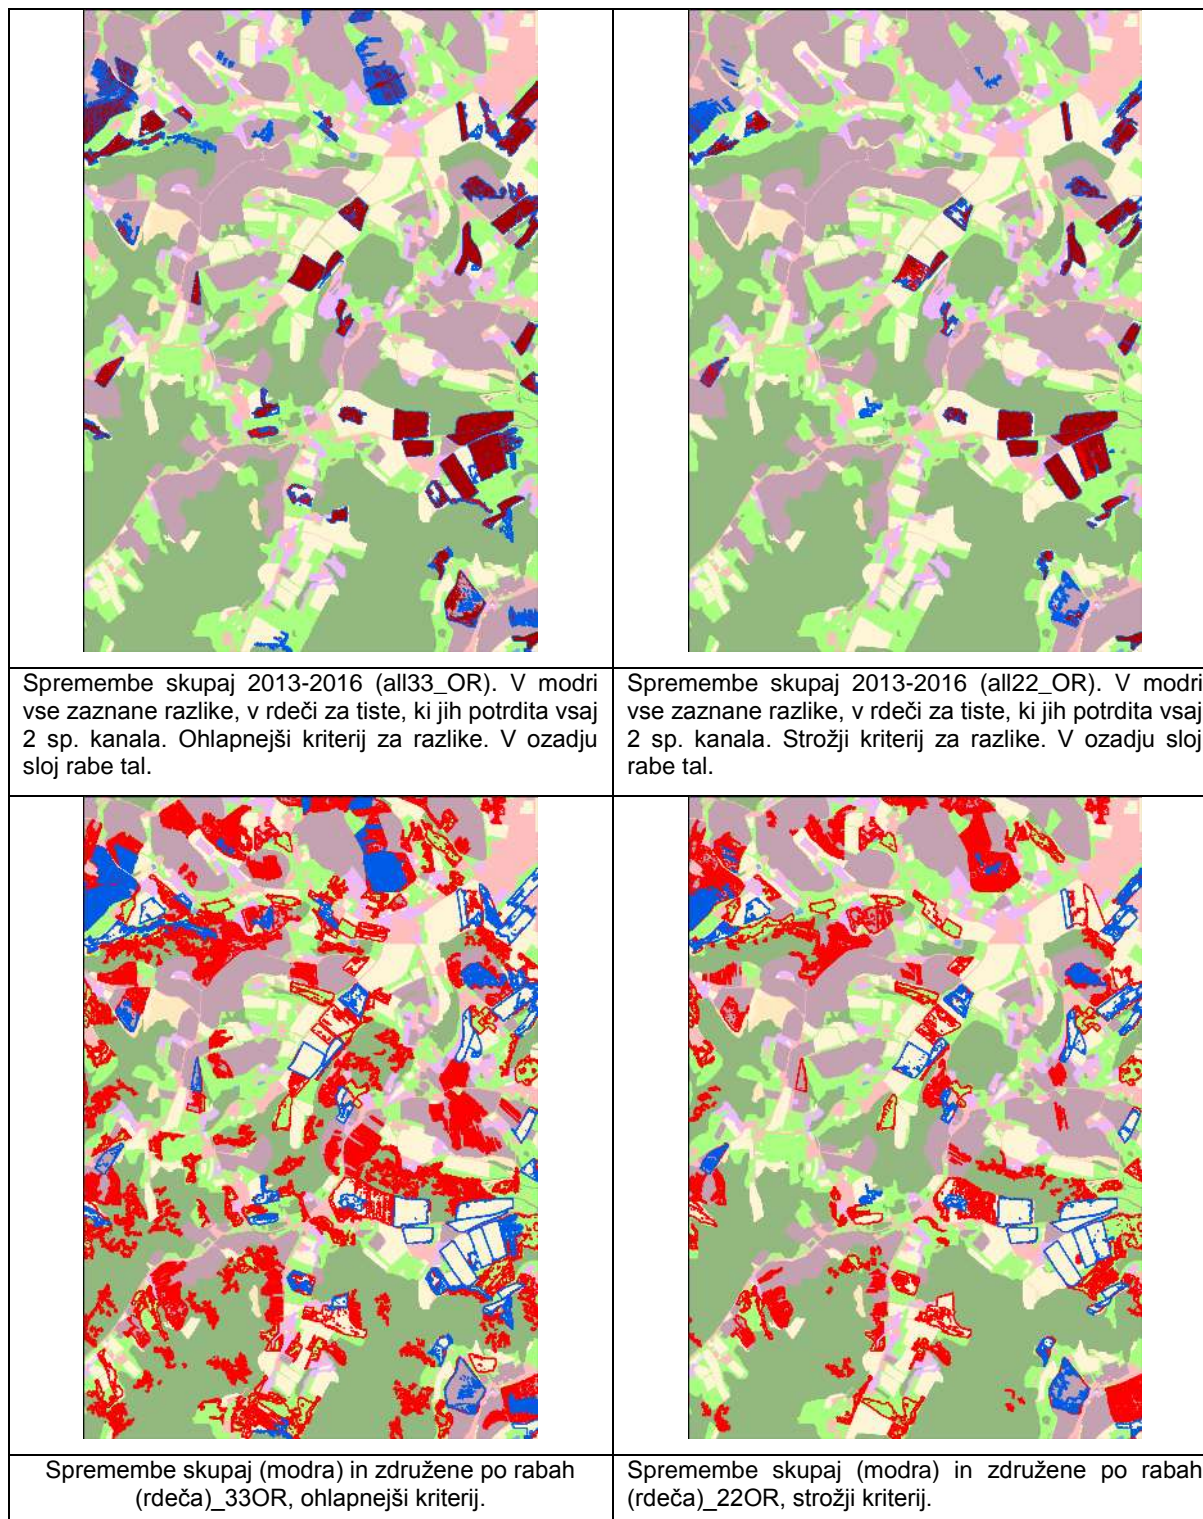 Spremembe skupaj 2013-2016 (all33_OR). V modri
vse zaznane razlike, v rdeči za tiste, ki jih potrdita vsaj
2 sp. kanala. Ohlapnejši kriterij za razlike. V ozadju
sloj rabe tal.
Spremembe skupaj 2013-2016 (all22_OR). V modri
vse zaznane razlike, v rdeči za tiste, ki jih potrdita vsaj
2 sp. kanala. Strožji kriterij za razlike. V ozadju sloj
rabe tal.
Spremembe skupaj (modra) in združene po rabah
(rdeča)_33OR, ohlapnejši kriterij.
Spremembe skupaj (modra) in združene po rabah
(rdeča)_22OR, strožji kriterij.